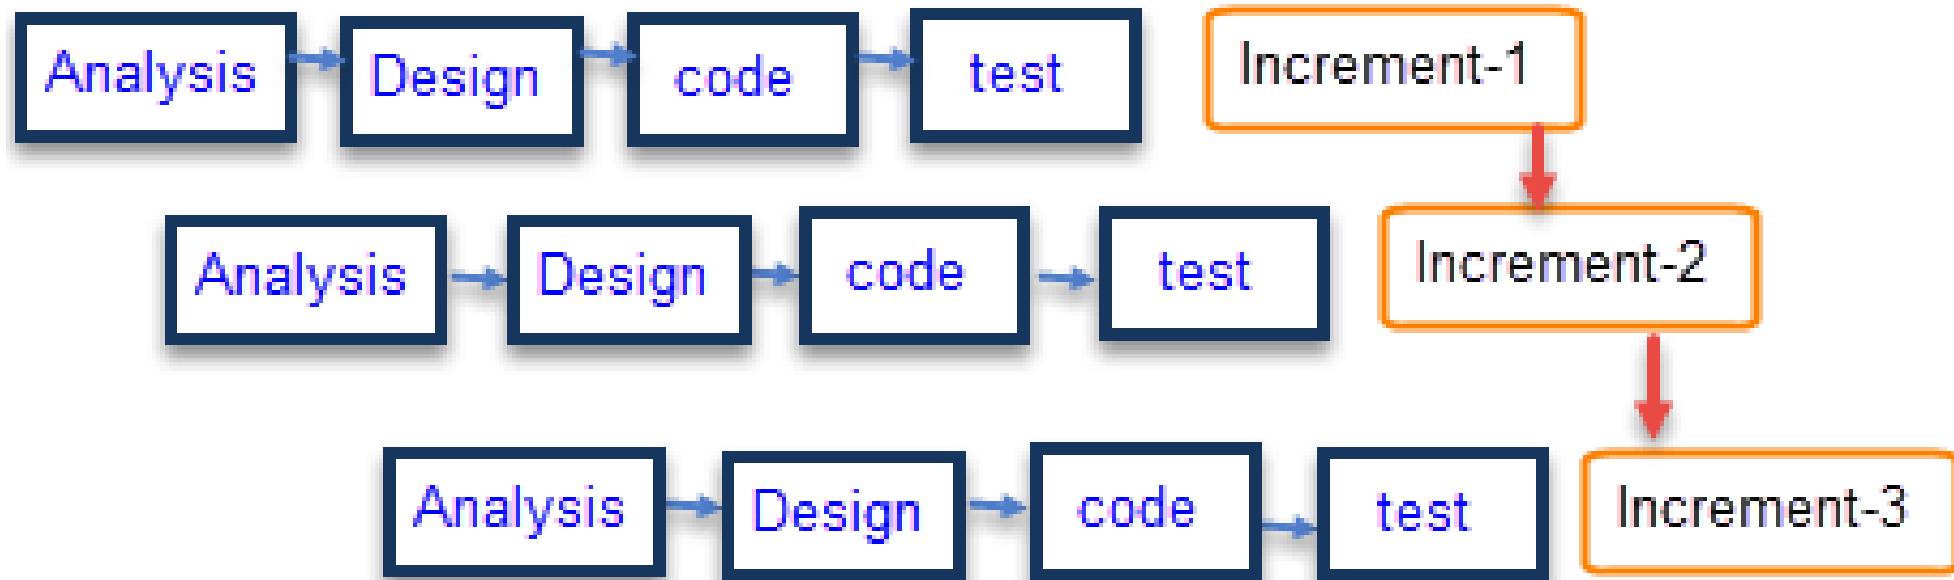 Analysis Design code test Increment-1
Analysis Design code test Increment-2
Analysis Design code test Increment-3